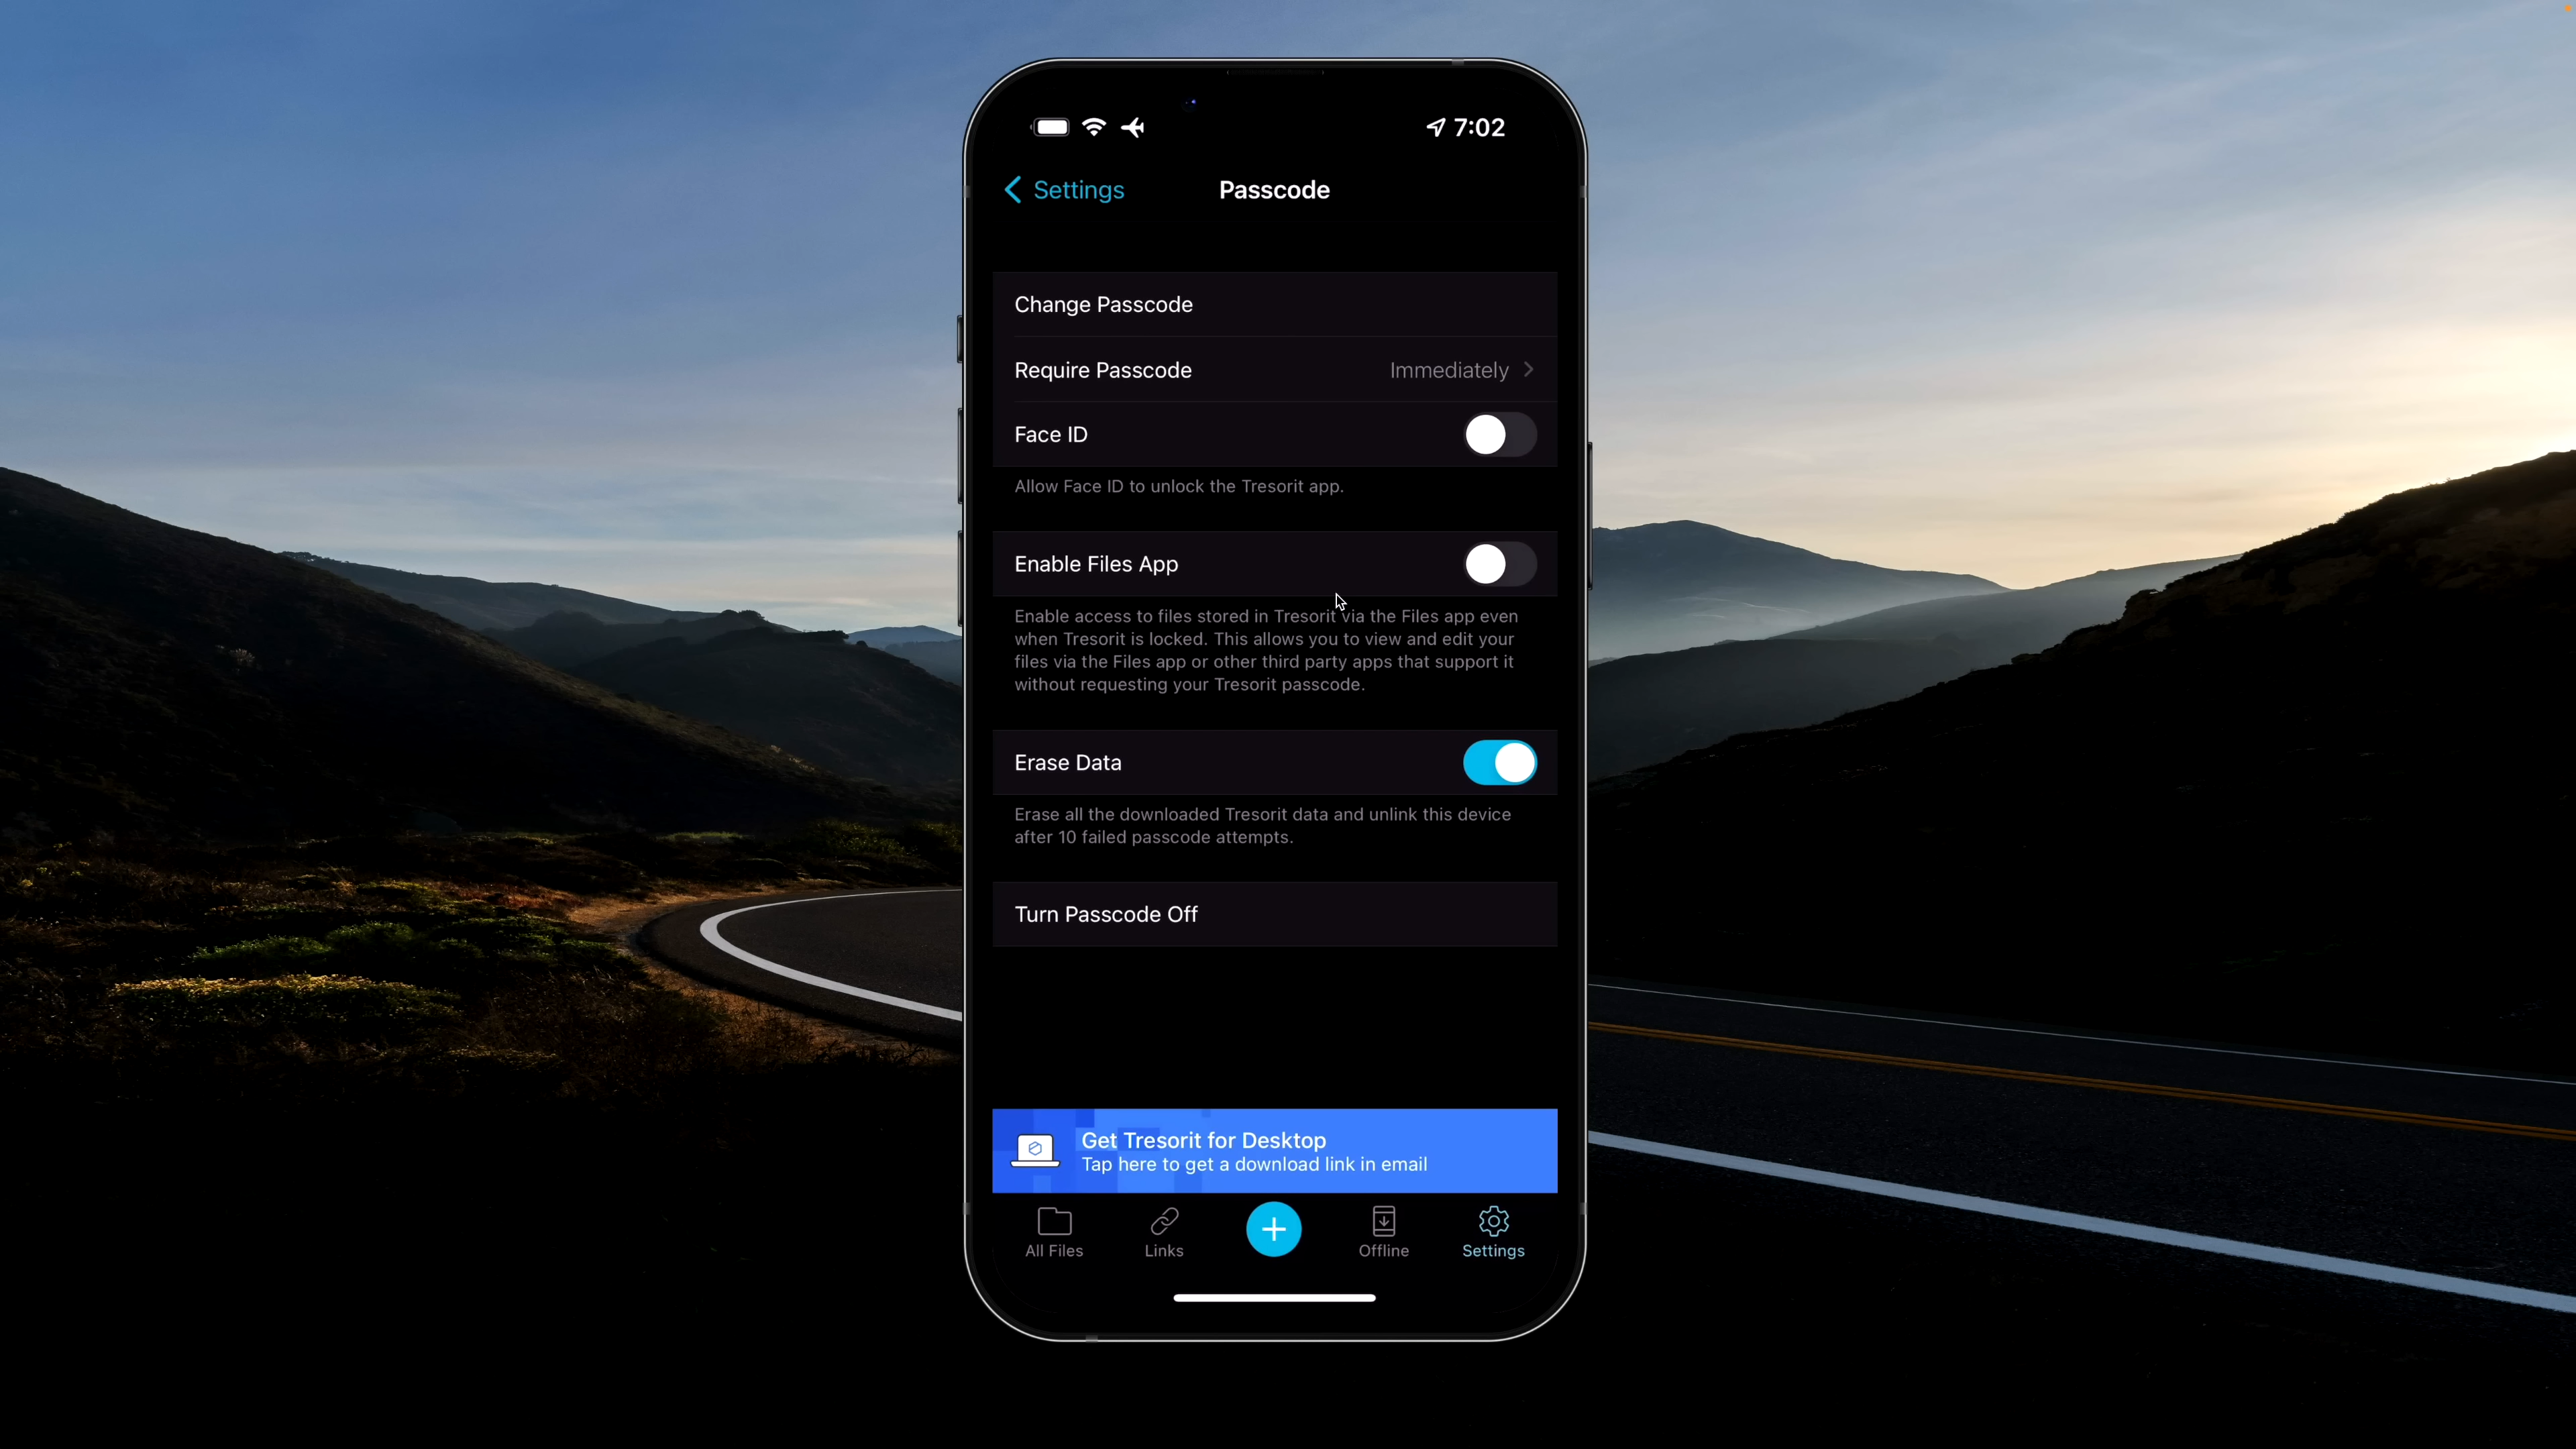 7:02
Settings
Passcode
Change Passcode
Require Passcode Immediately
Face ID
Allow Face ID to unlock the Tresorit app.
Enable Files App
Enable access to files stored in Tresorit via the Files app even
when Tresorit is locked. This allows you to view and edit your
files via the Files app or other third party apps that support it
without requesting your Tresorit passcode.
Erase Data
Erase all the downloaded Tresorit data and unlink this device
after 10 failed passcode attempts.
Turn Passcode Off
Get Tresorit for Desktop
Tap here to get a download link in email
All Files Links Offline Settings